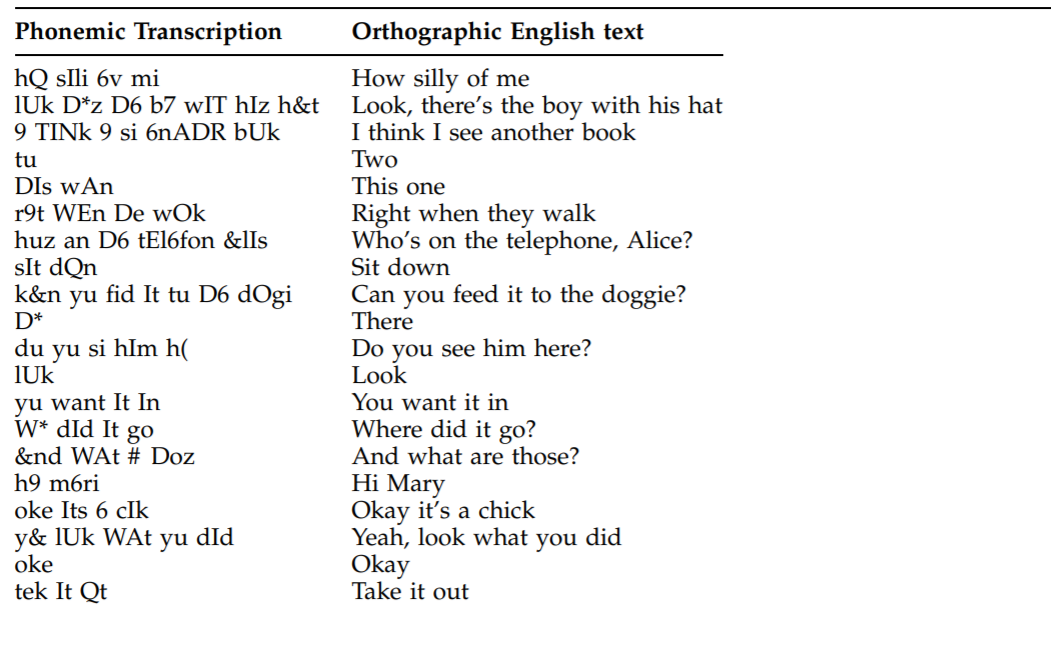 Phonemic Transcription Orthographic English text
hQ sIli 6v mi How silly of me
lUk D*z D6 b7 wIT hIz h&t Look, there's the boy with his hat
9 TINk 9 si 6nADR bUk I think I see another book
tu Two
DIs wAn This one
r9t WEn De wOk Right when they walk
huz an D6 tEl6fon &lIs Who's on the telephone, Alice?
sIt dQn Sit down
k&n yu fid It tu D6 dOgi Can you feed it to the doggie?
D* There
du yu si hIm h( Do you see him here?
lUk Look
yu want It In You want it in
W* dId It go Where did it go?
&nd WAt # Doz And what are those?
h9 m6ri Hi Mary
oke Its 6 cIk Okay it's a chick
y& lUk WAt yu dId Yeah, look what you did
oke Okay
tek It Qt Take it out